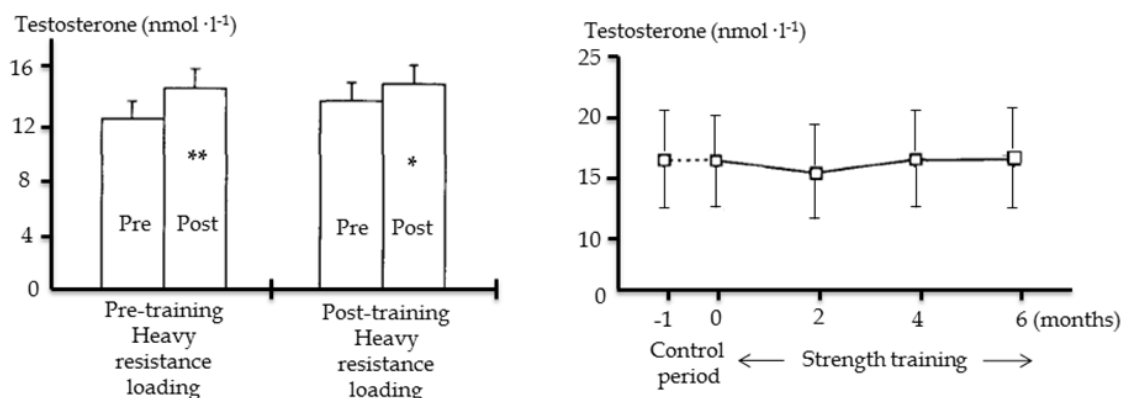 Testosterone (nmol ·l⁻¹)
16
12
8
4
0
**
*
Pre
Post
Pre
Post
Pre-training
Heavy
resistance
loading
Post-training
Heavy
resistance
loading
Testosterone (nmol ·l⁻¹)
25
20
15
10
0
-1
0
2
4
6 (months)
Control
period
Strength training